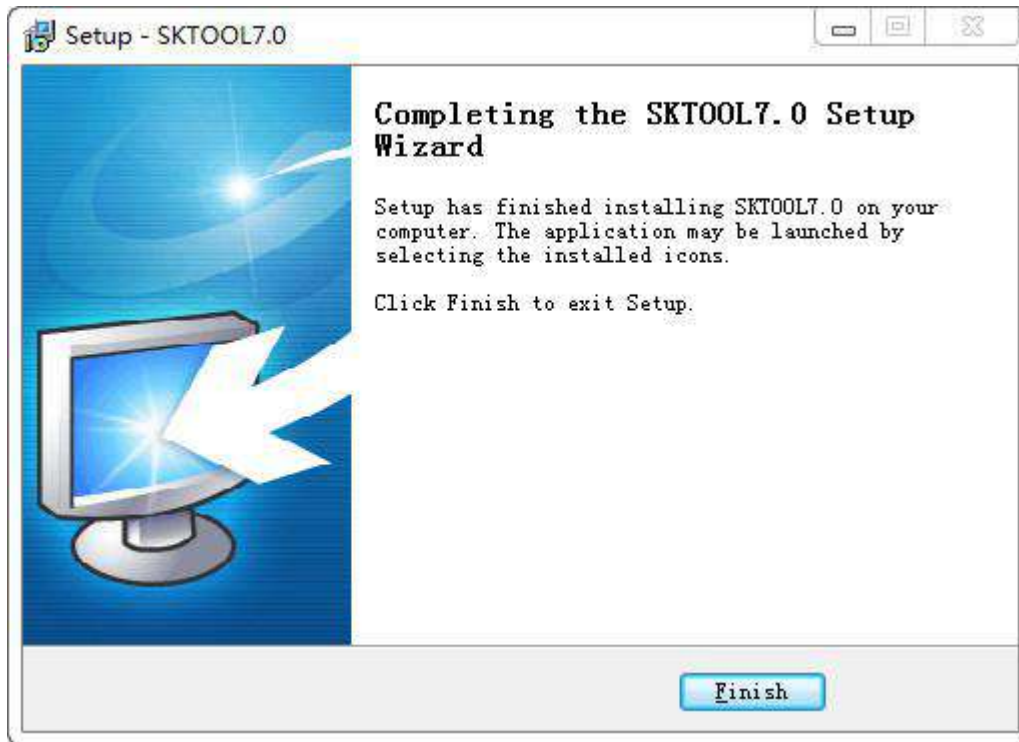 Setup - SKTOOL7.0
Completing the SKTOOL7.0 Setup
Wizard
Setup has finished installing SKTOOL7.0 on your
computer. The application may be launched by
selecting the installed icons.
Click Finish to exit Setup.
Finish